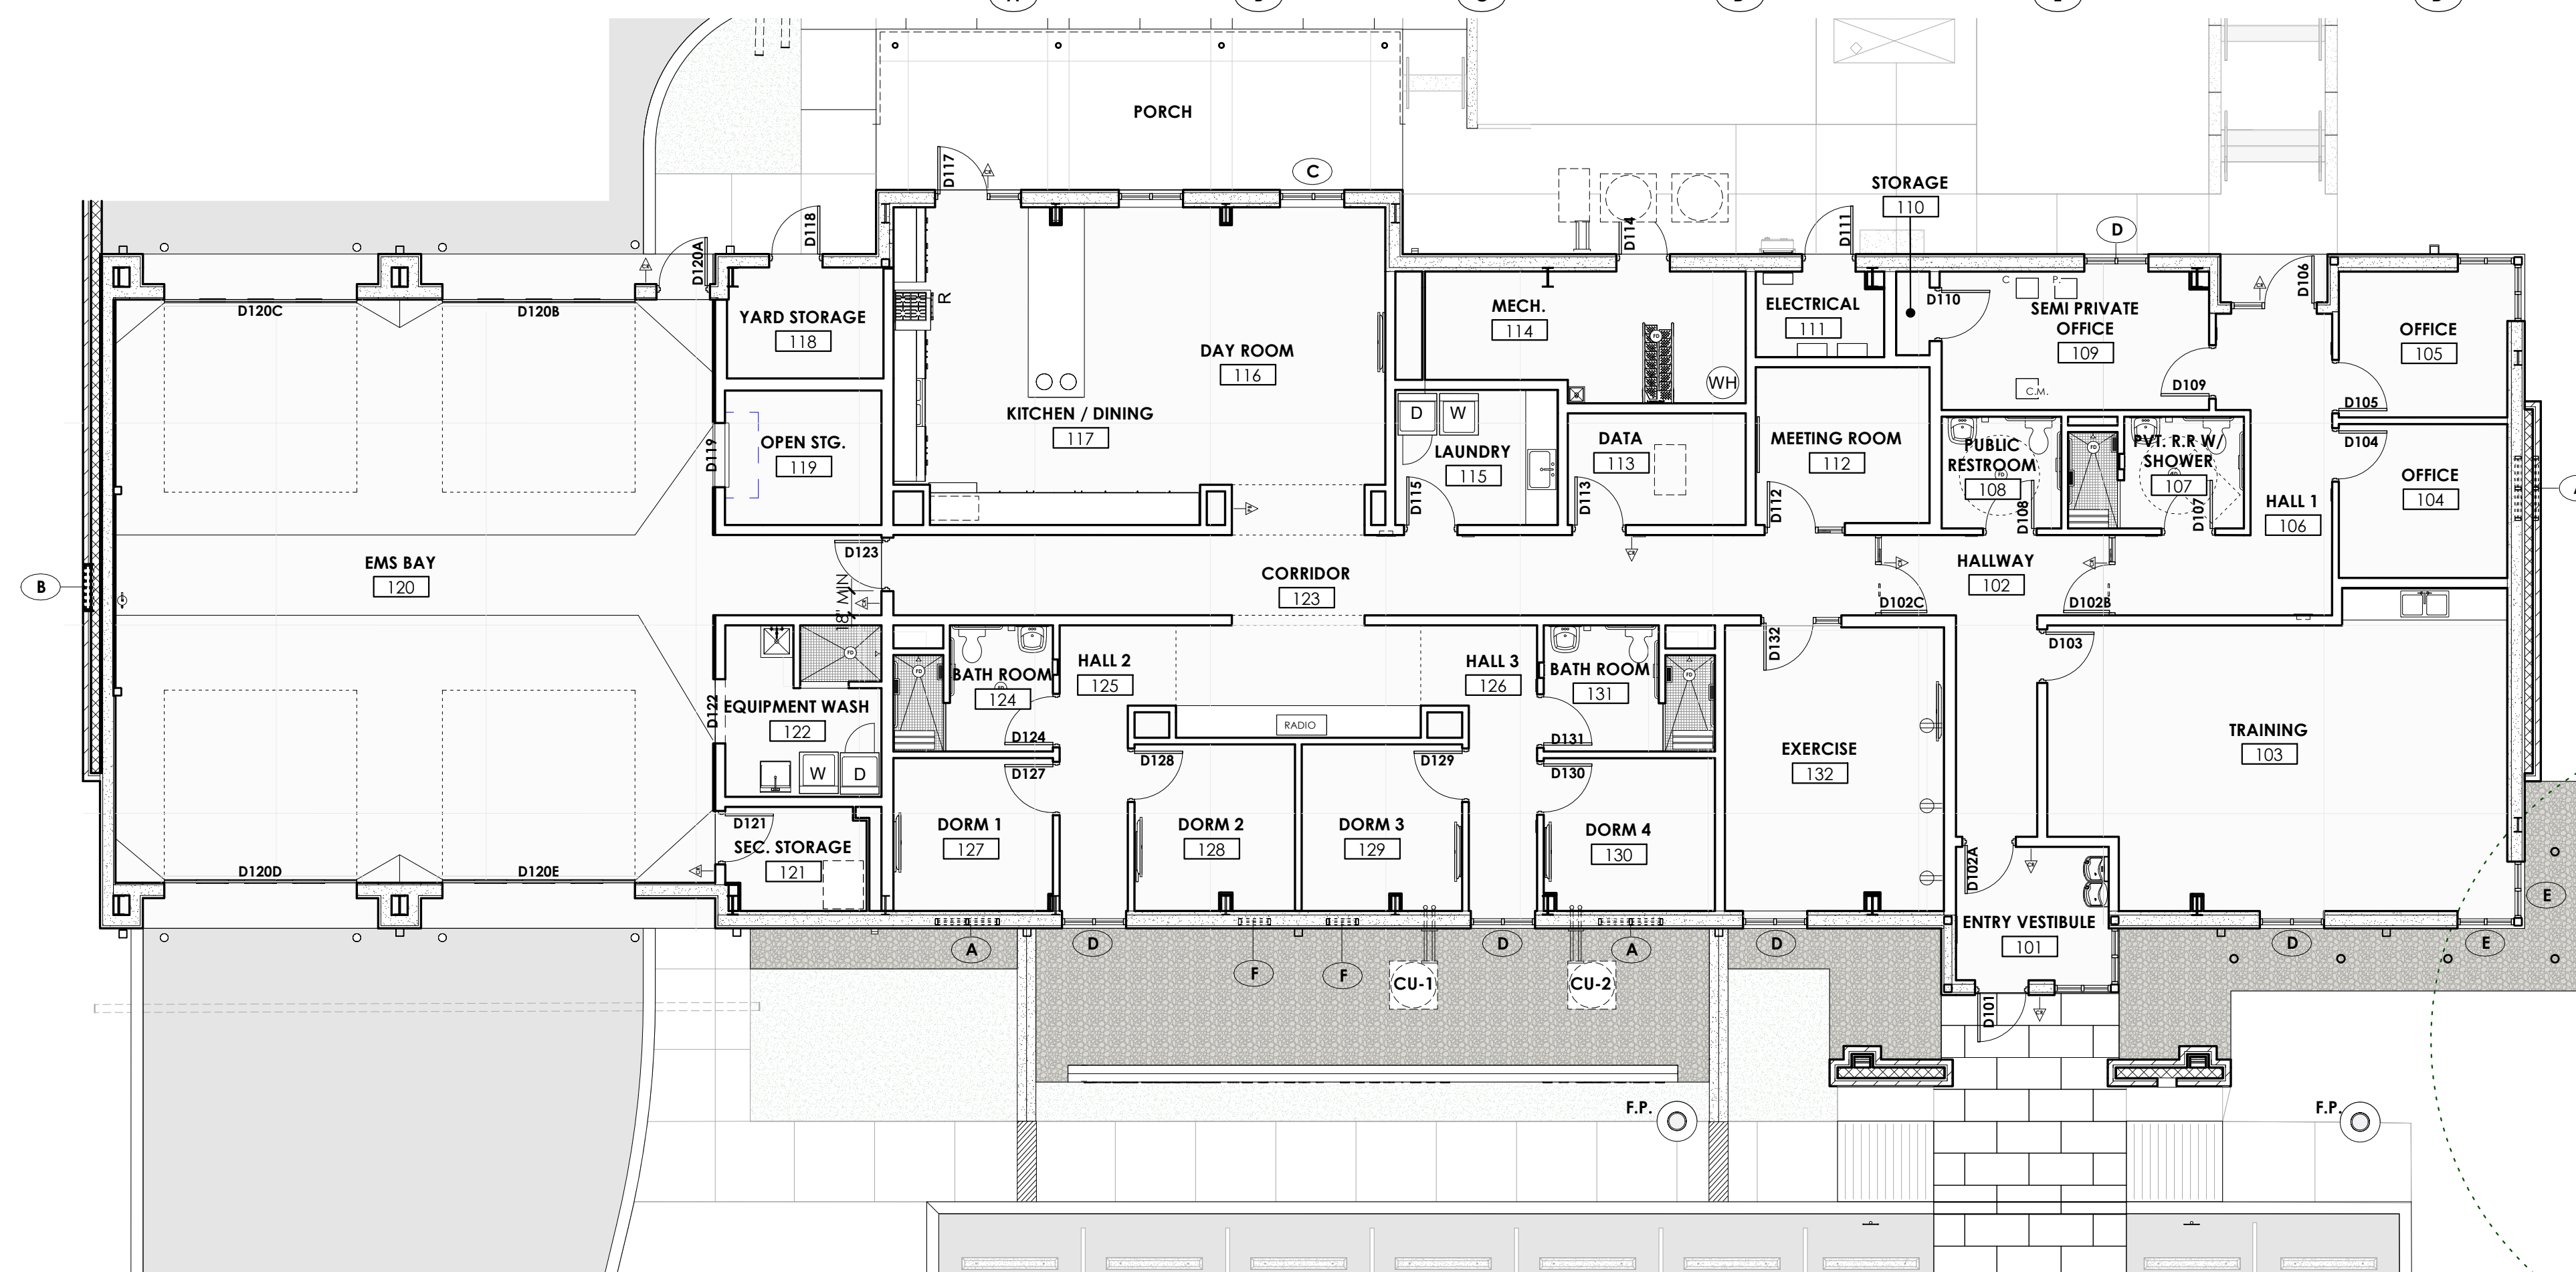 PORCH
D117
C
STORAGE
110
D118
D114
D111
D
D120A
D106
D120C
D120B
YARD STORAGE
118
R
MECH.
114
ELECTRICAL
111
D110
C
P.
SEMI PRIVATE
OFFICE
109
OFFICE
105
DAY ROOM
116
WH
D109
C.M.
D105
KITCHEN / DINING
117
D
W
D119
OPEN STG.
119
LAUNDRY
115
DATA
113
MEETING ROOM
112
PUBLIC
RESTROOM
108
PVT. R.R W/
SHOWER
107
D104
OFFICE
104
D115
D113
D112
D108
D107
HALL 1
106
D123
EMS BAY
120
B
CORRIDOR
123
HALLWAY
102
18" MIN
D102C
D102B
D132
D103
HALL 2
125
HALL 3
126
BATH ROOM
124
BATH ROOM
131
D122
EQUIPMENT WASH
122
RADIO
D124
D131
TRAINING
103
EXERCISE
132
W
D
D127
D128
D129
D130
D121
SEC. STORAGE
121
DORM 1
127
DORM 2
128
DORM 3
129
DORM 4
130
D120D
D120E
D102A
E
ENTRY VESTIBULE
101
A
D
D
A
D
D
E
F
F
CU-1
CU-2
D101
F.P.
F.P.